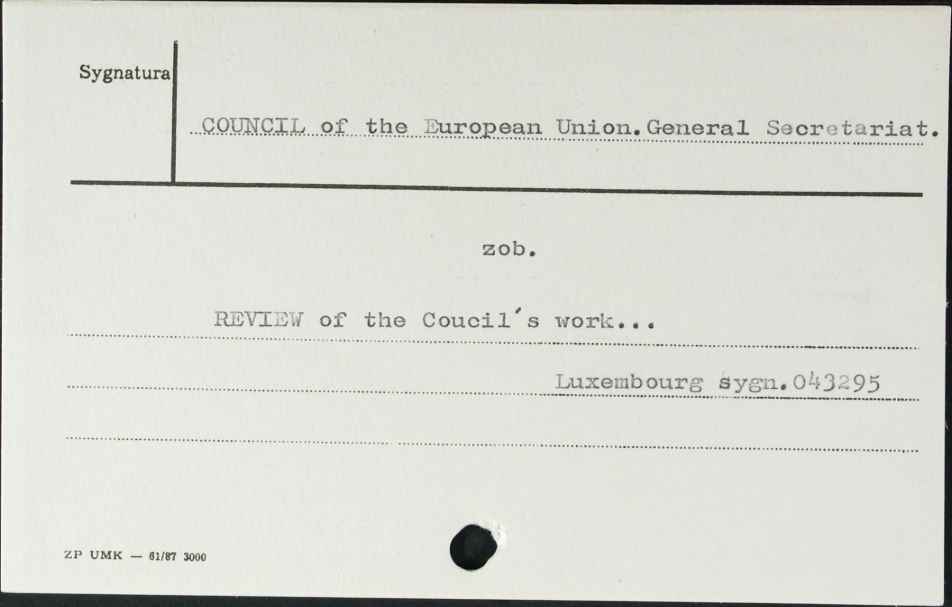 Sygnatura
COUNCIL of the European Union.General Secretariat.
zob.
REVIEW of the Coucil's work...
Luxembourg sygn.043295
ZP UMK — 61/87 3000